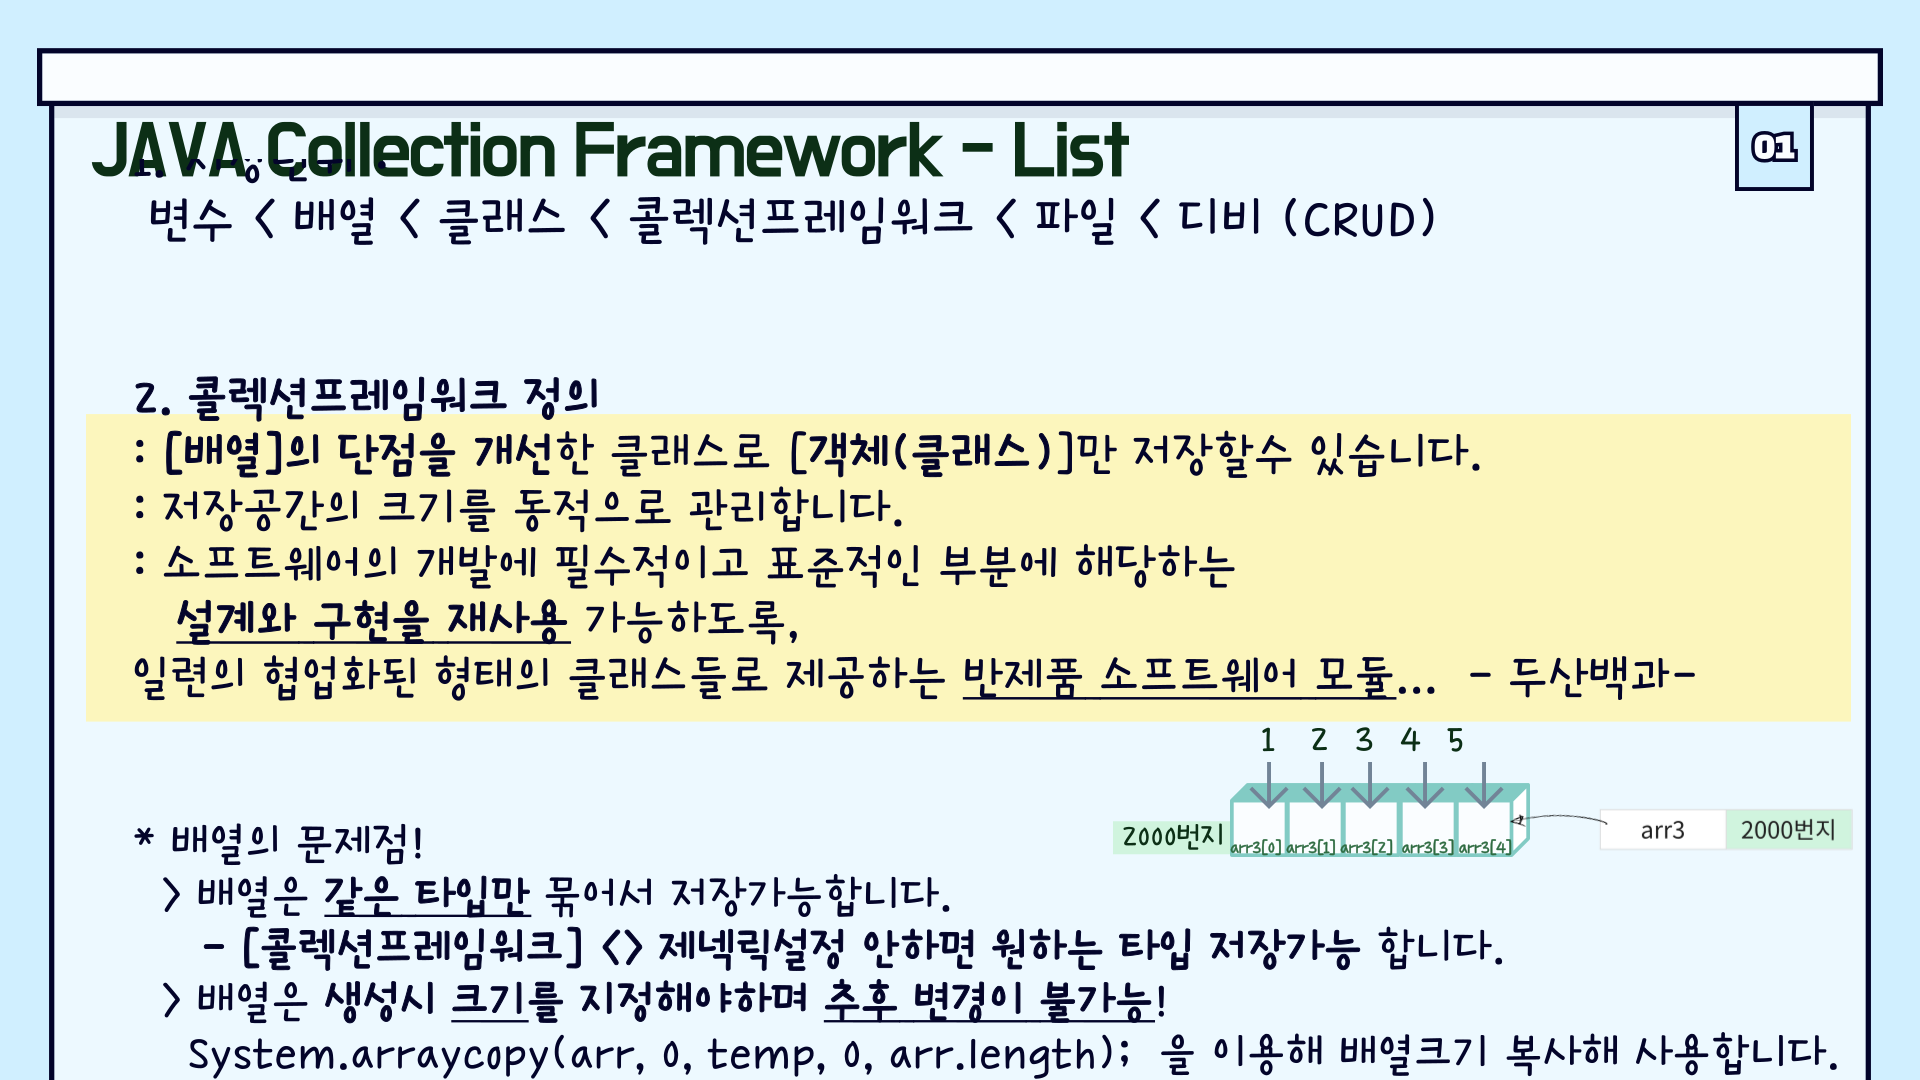 JAVA Collection Framework - List
01
변수 < 배열 < 클래스 < 콜렉션프레임워크 < 파일 < 디비 (CRUD)
2. 콜렉션프레임워크 정의
: [배열]의 단점을 개선한 클래스로 [객체(클래스)]만 저장할수 있습니다.
: 저장공간의 크기를 동적으로 관리합니다.
: 소프트웨어의 개발에 필수적이고 표준적인 부분에 해당하는
설계와 구현을 재사용 가능하도록,
일련의 협업화된 형태의 클래스들로 제공하는 반제품 소프트웨어 모듈... - 두산백과-
1 2 3 4 5
2000번지
arr3[0] arr3[1] arr3[2] arr3[3] arr3[4]
arr3 2000번지
* 배열의 문제점!
> 배열은 같은 타입만 묶어서 저장가능합니다.
- [콜렉션프레임워크] <> 제넥릭설정 안하면 원하는 타입 저장가능 합니다.
> 배열은 생성시 크기를 지정해야하며 추후 변경이 불가능!
System.arraycopy(arr, 0, temp, 0, arr.length); 을 이용해 배열크기 복사해 사용합니다.